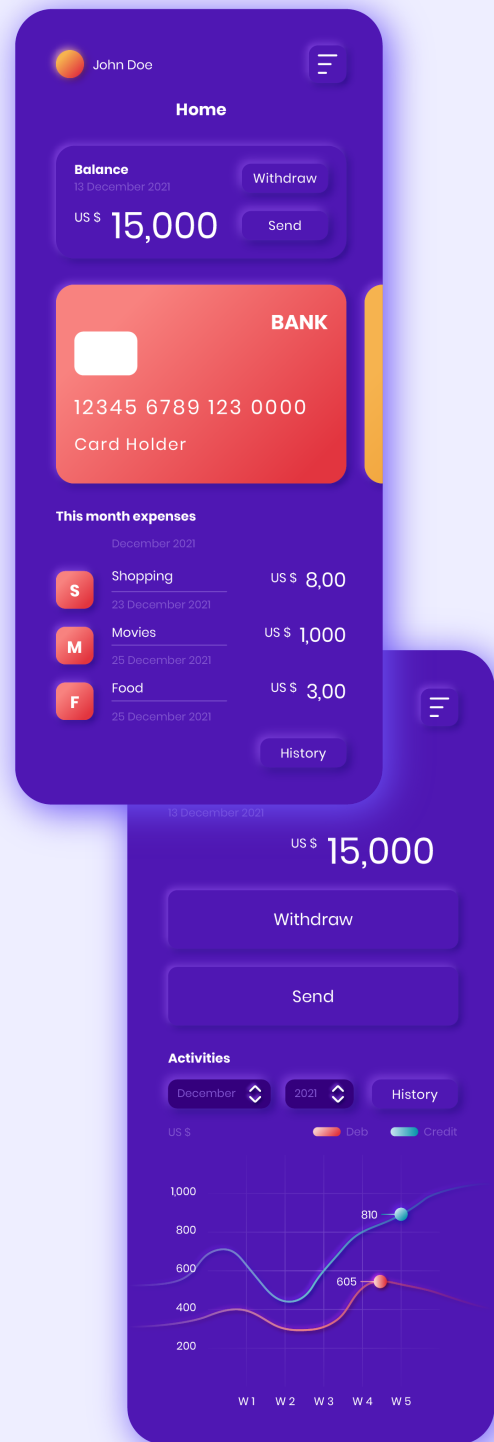 John Doe
Home
Balance
13 December 2021
Withdraw
US $ 15,000
Send
BANK
12345 6789 123 0000
Card Holder
This month expenses
December 2021
S Shopping US $ 8,00
23 December 2021
M Movies US $ 1,000
25 December 2021
F Food US $ 3,00
25 December 2021
History
13 December 2021
US $ 15,000
Withdraw
Send
Activities
December 2021 History
US $ Deb Credit
1,000
810
800
600
605
400
200
W 1 W 2 W 3 W 4 W 5